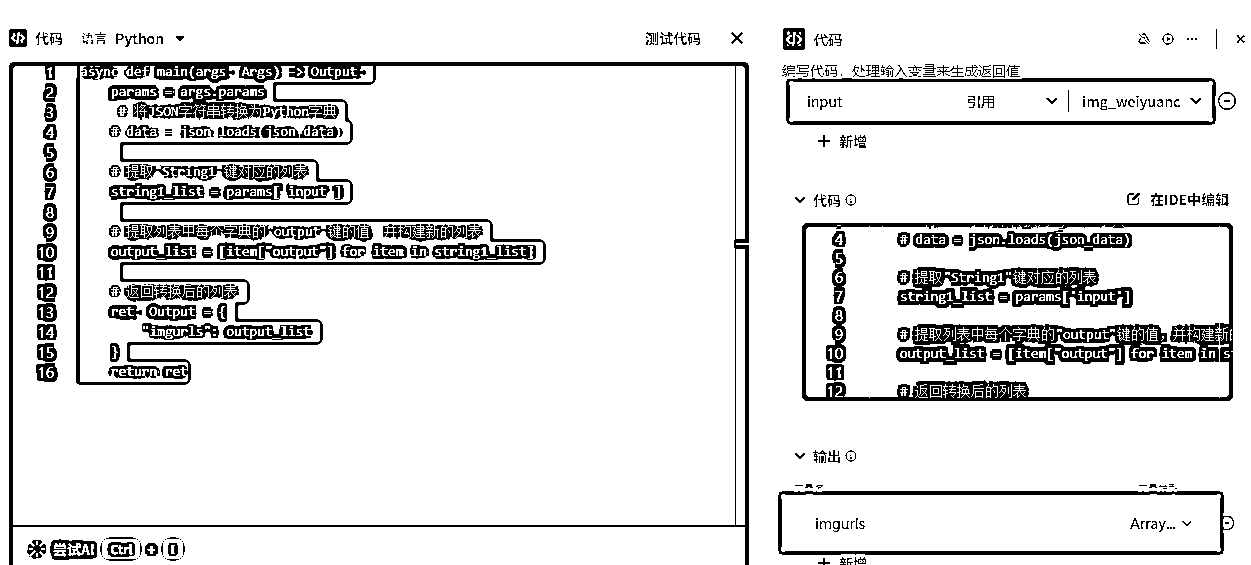 代码 语言 Python
测试代码
1 async def main(args: Args) -> Output:
2 params = args.params
3 # 将JSON字符串转换为Python字典
4 # data = json.loads(json_data)
5
6 # 提取"String1"键对应的列表
7 string1_list = params["input"]
8
9 # 提取列表中每个字典的"output"键的值，并构建新的列表
10 output_list = [item["output"] for item in string1_list]
11
12 # 返回转换后的列表
13 ret: Output = {
14 "imgurls": output_list
15 }
16 return ret
尝试AI Ctrl +
代码
编写代码，处理输入变量来生成返回值
input 引用 img_weiyuanc
新增
代码
在IDE中编辑
4 # data = json.loads(json_data)
5
6 # 提取"String1"键对应的列表
7 string1_list = params["input"]
8
9 # 提取列表中每个字典的"output"键的值，并构建新的
10 output_list = [item["output"] for item in st
11
12 # 返回转换后的列表
输出
imgurls Array...
新增